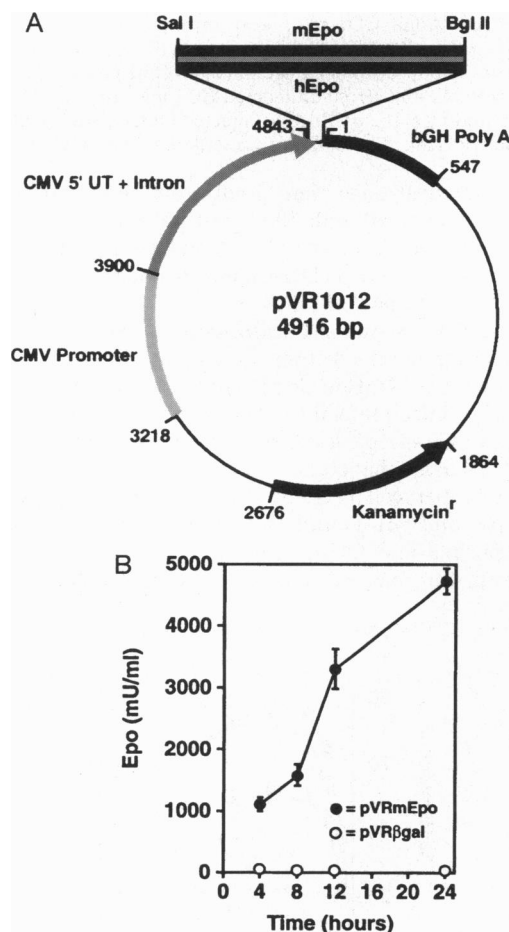 A
Sal I
mEpo
Bgl II
hEpo
4843
1
bGH Poly A
547
CMV 5' UT + Intron
3900
pVR1012
4916 bp
CMV Promoter
3218
1864
2676
Kanamycinʳ
B
5000
4000
3000
2000
1000
0
Epo (mU/ml)
● = pVRmEpo
○ = pVRβgal
0 4 8 12 16 20 24
Time (hours)